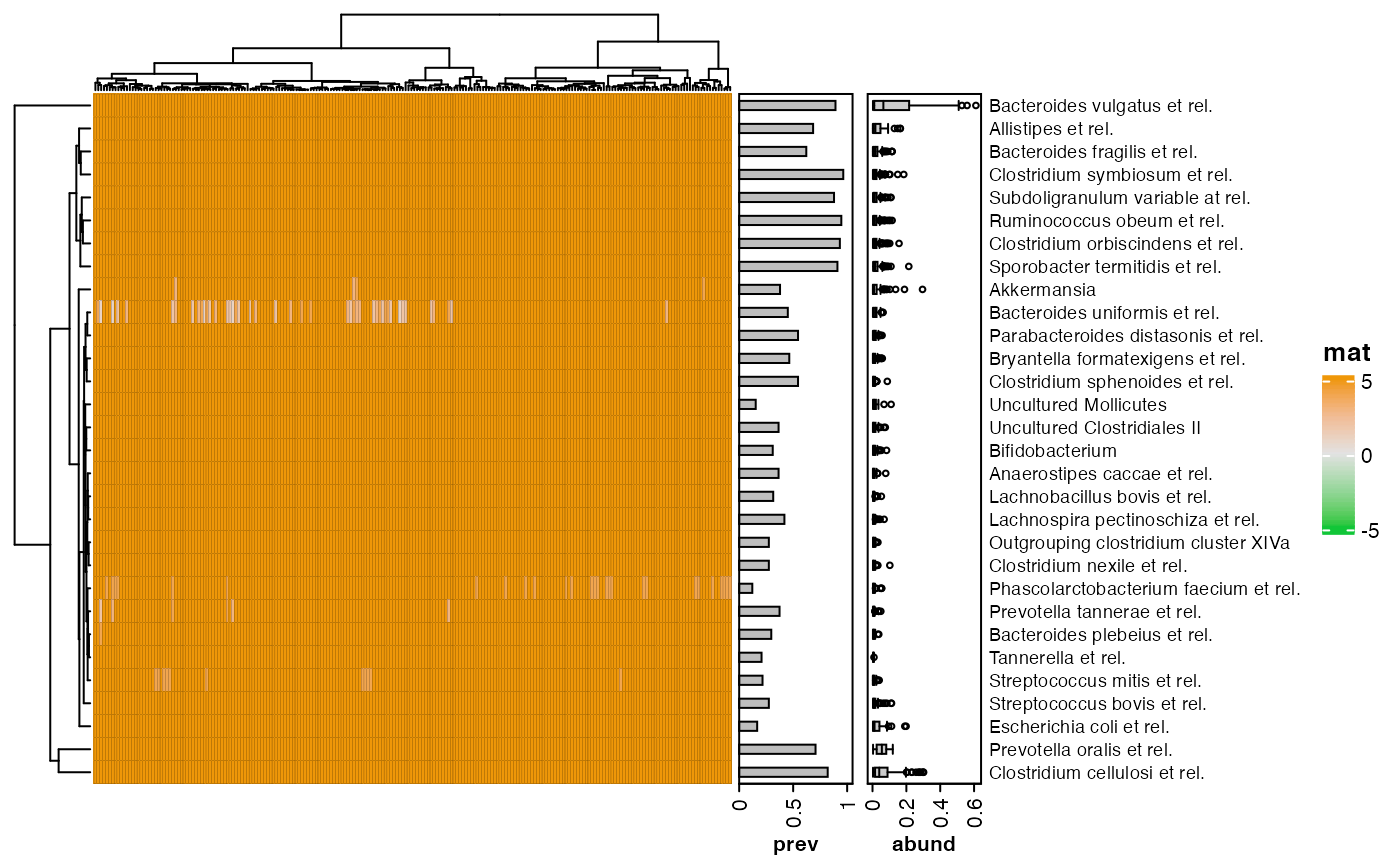 Bacteroides vulgatus et rel.
Allistipes et rel.
Bacteroides fragilis et rel.
Clostridium symbiosum et rel.
Subdoligranulum variable at rel.
Ruminococcus obeum et rel.
Clostridium orbiscindens et rel.
Sporobacter termitidis et rel.
Akkermansia
Bacteroides uniformis et rel.
Parabacteroides distasonis et rel.
Bryantella formatexigens et rel.
Clostridium sphenoides et rel.
Uncultured Mollicutes
Uncultured Clostridiales II
Bifidobacterium
Anaerostipes caccae et rel.
Lachnobacillus bovis et rel.
Lachnospira pectinoschiza et rel.
Outgrouping clostridium cluster XIVa
Clostridium nexile et rel.
Phascolarctobacterium faecium et rel.
Prevotella tannerae et rel.
Bacteroides plebeius et rel.
Tannerella et rel.
Streptococcus mitis et rel.
Streptococcus bovis et rel.
Escherichia coli et rel.
Prevotella oralis et rel.
Clostridium cellulosi et rel.
mat
5
0
-5
0 0.5 1
prev
0 0.2 0.4 0.6
abund